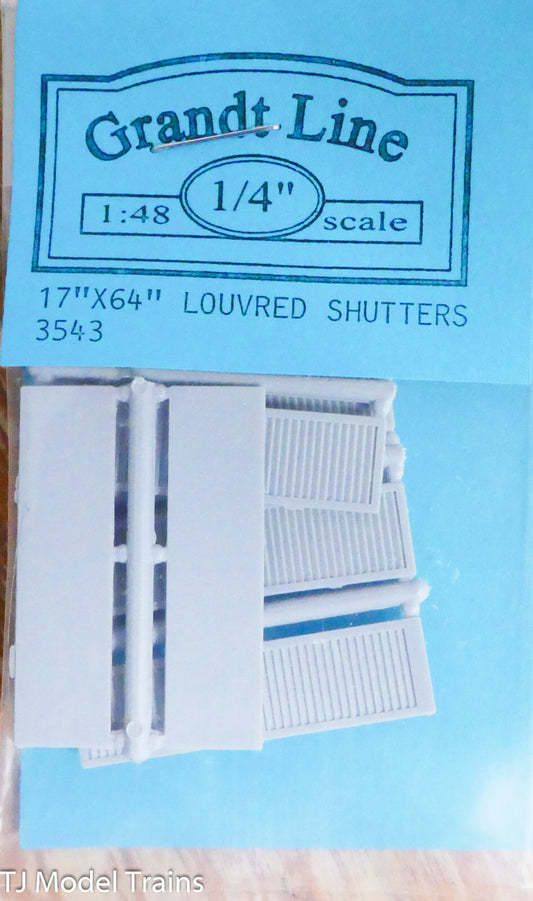 Grandt Line
1/4"
1:48 scale
17"X64" LOUVRED SHUTTERS
3543
TJ Model Trains